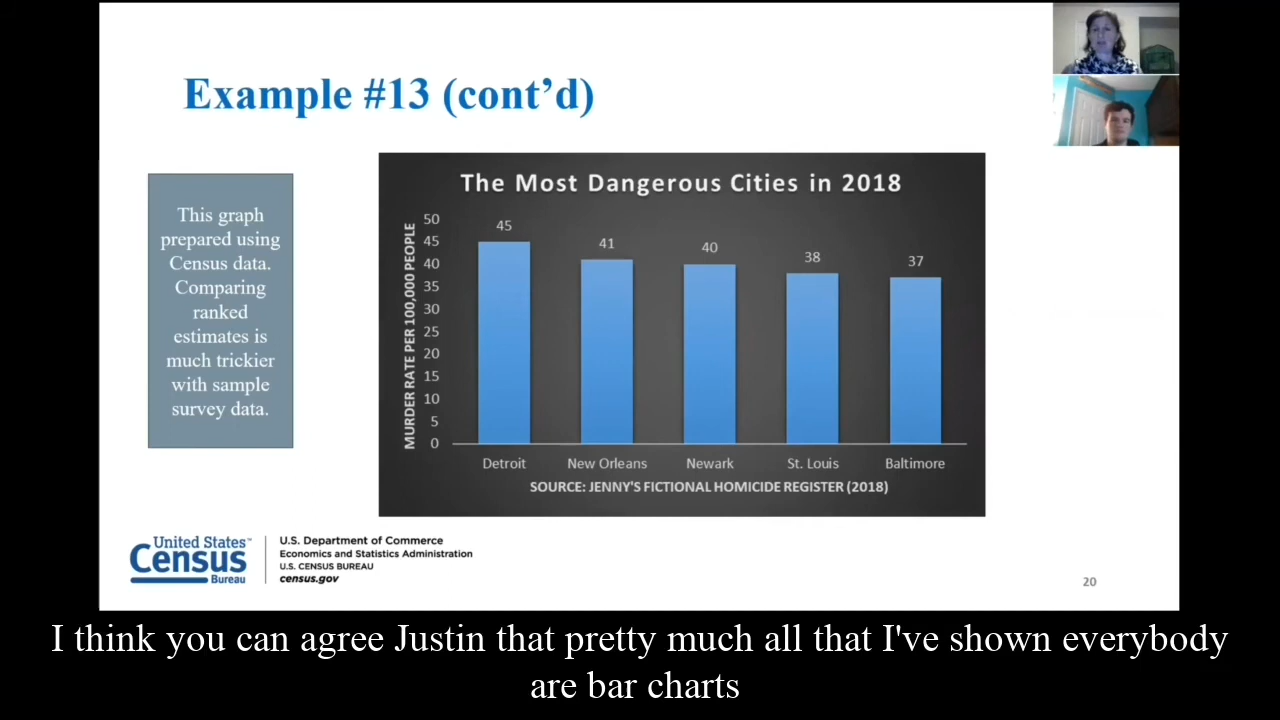 Example #13 (cont’d)
This graph
prepared using
Census data.
Comparing
ranked
estimates is
much trickier
with sample
survey data.
The Most Dangerous Cities in 2018
MURDER RATE PER 100,000 PEOPLE
50
45
40
35
30
25
20
15
10
5
0
45
41
40
38
37
Detroit
New Orleans
Newark
St. Louis
Baltimore
SOURCE: JENNY'S FICTIONAL HOMICIDE REGISTER (2018)
United States™
Census
Bureau
U.S. Department of Commerce
Economics and Statistics Administration
U.S. CENSUS BUREAU
census.gov
20
I think you can agree Justin that pretty much all that I've shown everybody
are bar charts